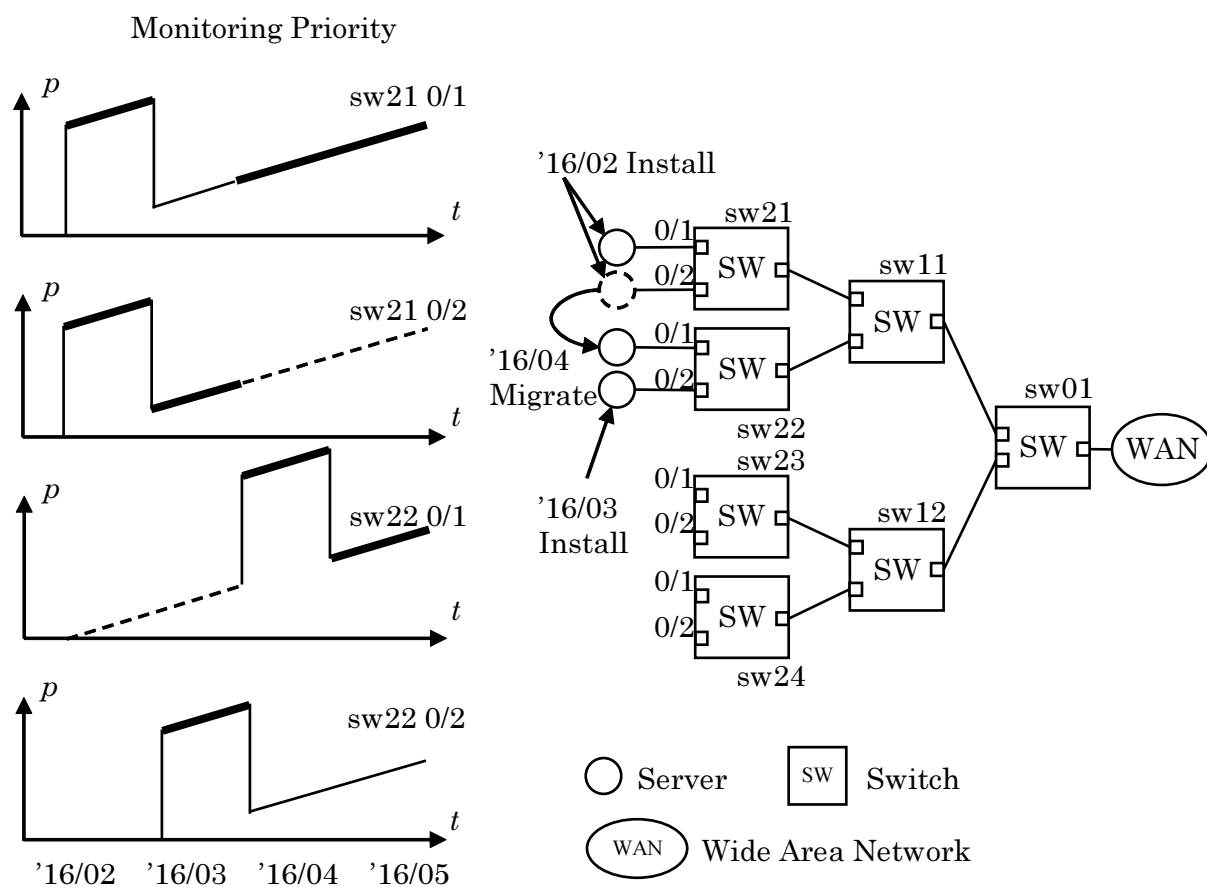 Monitoring Priority
p
sw21 0/1
t
p
sw21 0/2
t
p
sw22 0/1
t
p
sw22 0/2
t
’16/02
’16/03
’16/04
’16/05
’16/02 Install
sw21
0/1
SW
0/2
sw11
SW
0/1
’16/04
Migrate
0/2
SW
sw22
sw01
SW
WAN
sw23
0/1
SW
0/2
’16/03
Install
sw12
SW
0/1
SW
0/2
sw24
Server
SW
Switch
WAN
Wide Area Network